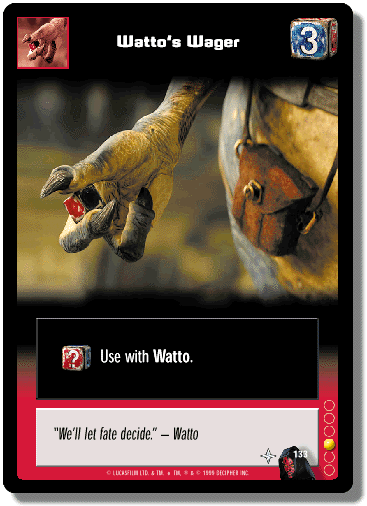 Watto's Wager
3
? Use with Watto.
"We'll let fate decide." – Watto
133
© LUCASFILM LTD. & TM. ● TM, ® & © 1999 DECIPHER INC.